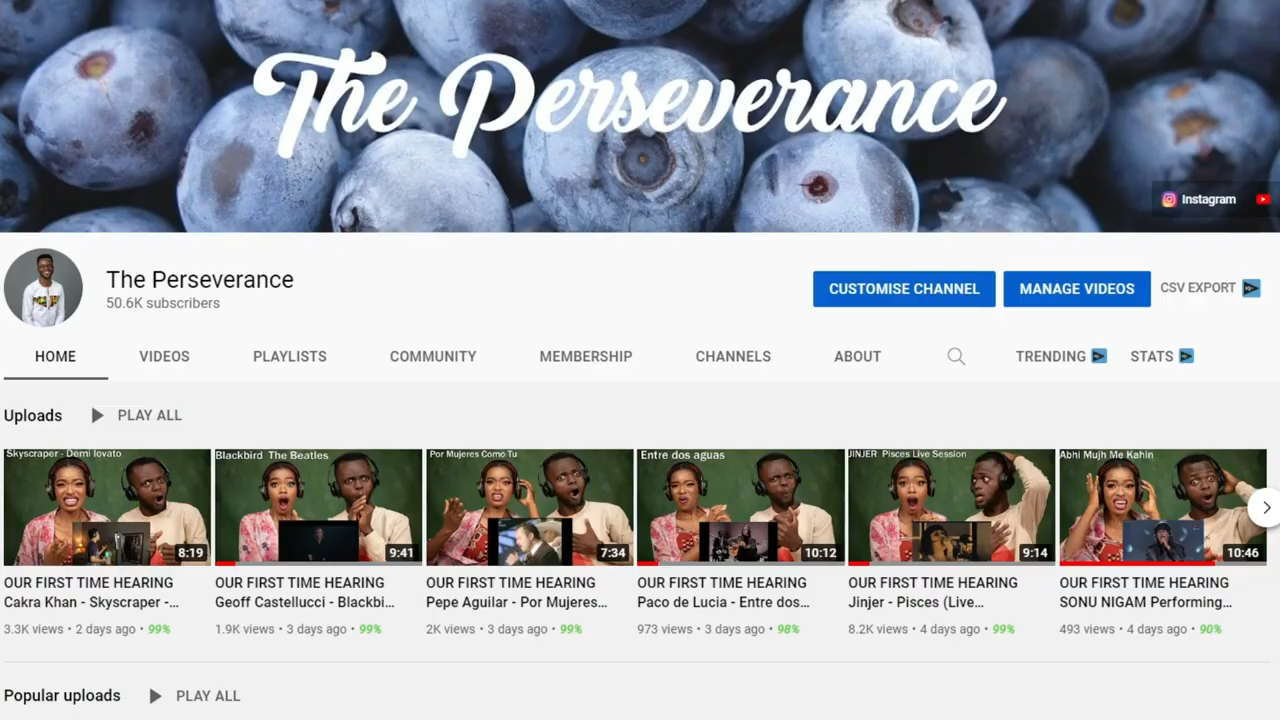 The Perseverance
Instagram
The Perseverance
50.6K subscribers
CUSTOMISE CHANNEL
MANAGE VIDEOS
CSV EXPORT
HOME
VIDEOS
PLAYLISTS
COMMUNITY
MEMBERSHIP
CHANNELS
ABOUT
TRENDING
STATS
Uploads
PLAY ALL
Skyscraper - Demi lovato
8:19
OUR FIRST TIME HEARING
Cakra Khan - Skyscraper -...
3.3K views • 2 days ago • 99%
Blackbird The Beatles
9:41
OUR FIRST TIME HEARING
Geoff Castellucci - Blackbi...
1.9K views • 3 days ago • 99%
Por Mujeres Como Tu
7:34
OUR FIRST TIME HEARING
Pepe Aguilar - Por Mujeres...
2K views • 3 days ago • 99%
Entre dos aguas
10:12
OUR FIRST TIME HEARING
Paco de Lucia - Entre dos...
973 views • 3 days ago • 98%
JINJER Pisces Live Session
9:14
OUR FIRST TIME HEARING
Jinjer - Pisces (Live...
8.2K views • 4 days ago • 99%
Abhi Mujh Me Kahin
10:46
OUR FIRST TIME HEARING
SONU NIGAM Performing...
493 views • 4 days ago • 90%
Popular uploads
PLAY ALL